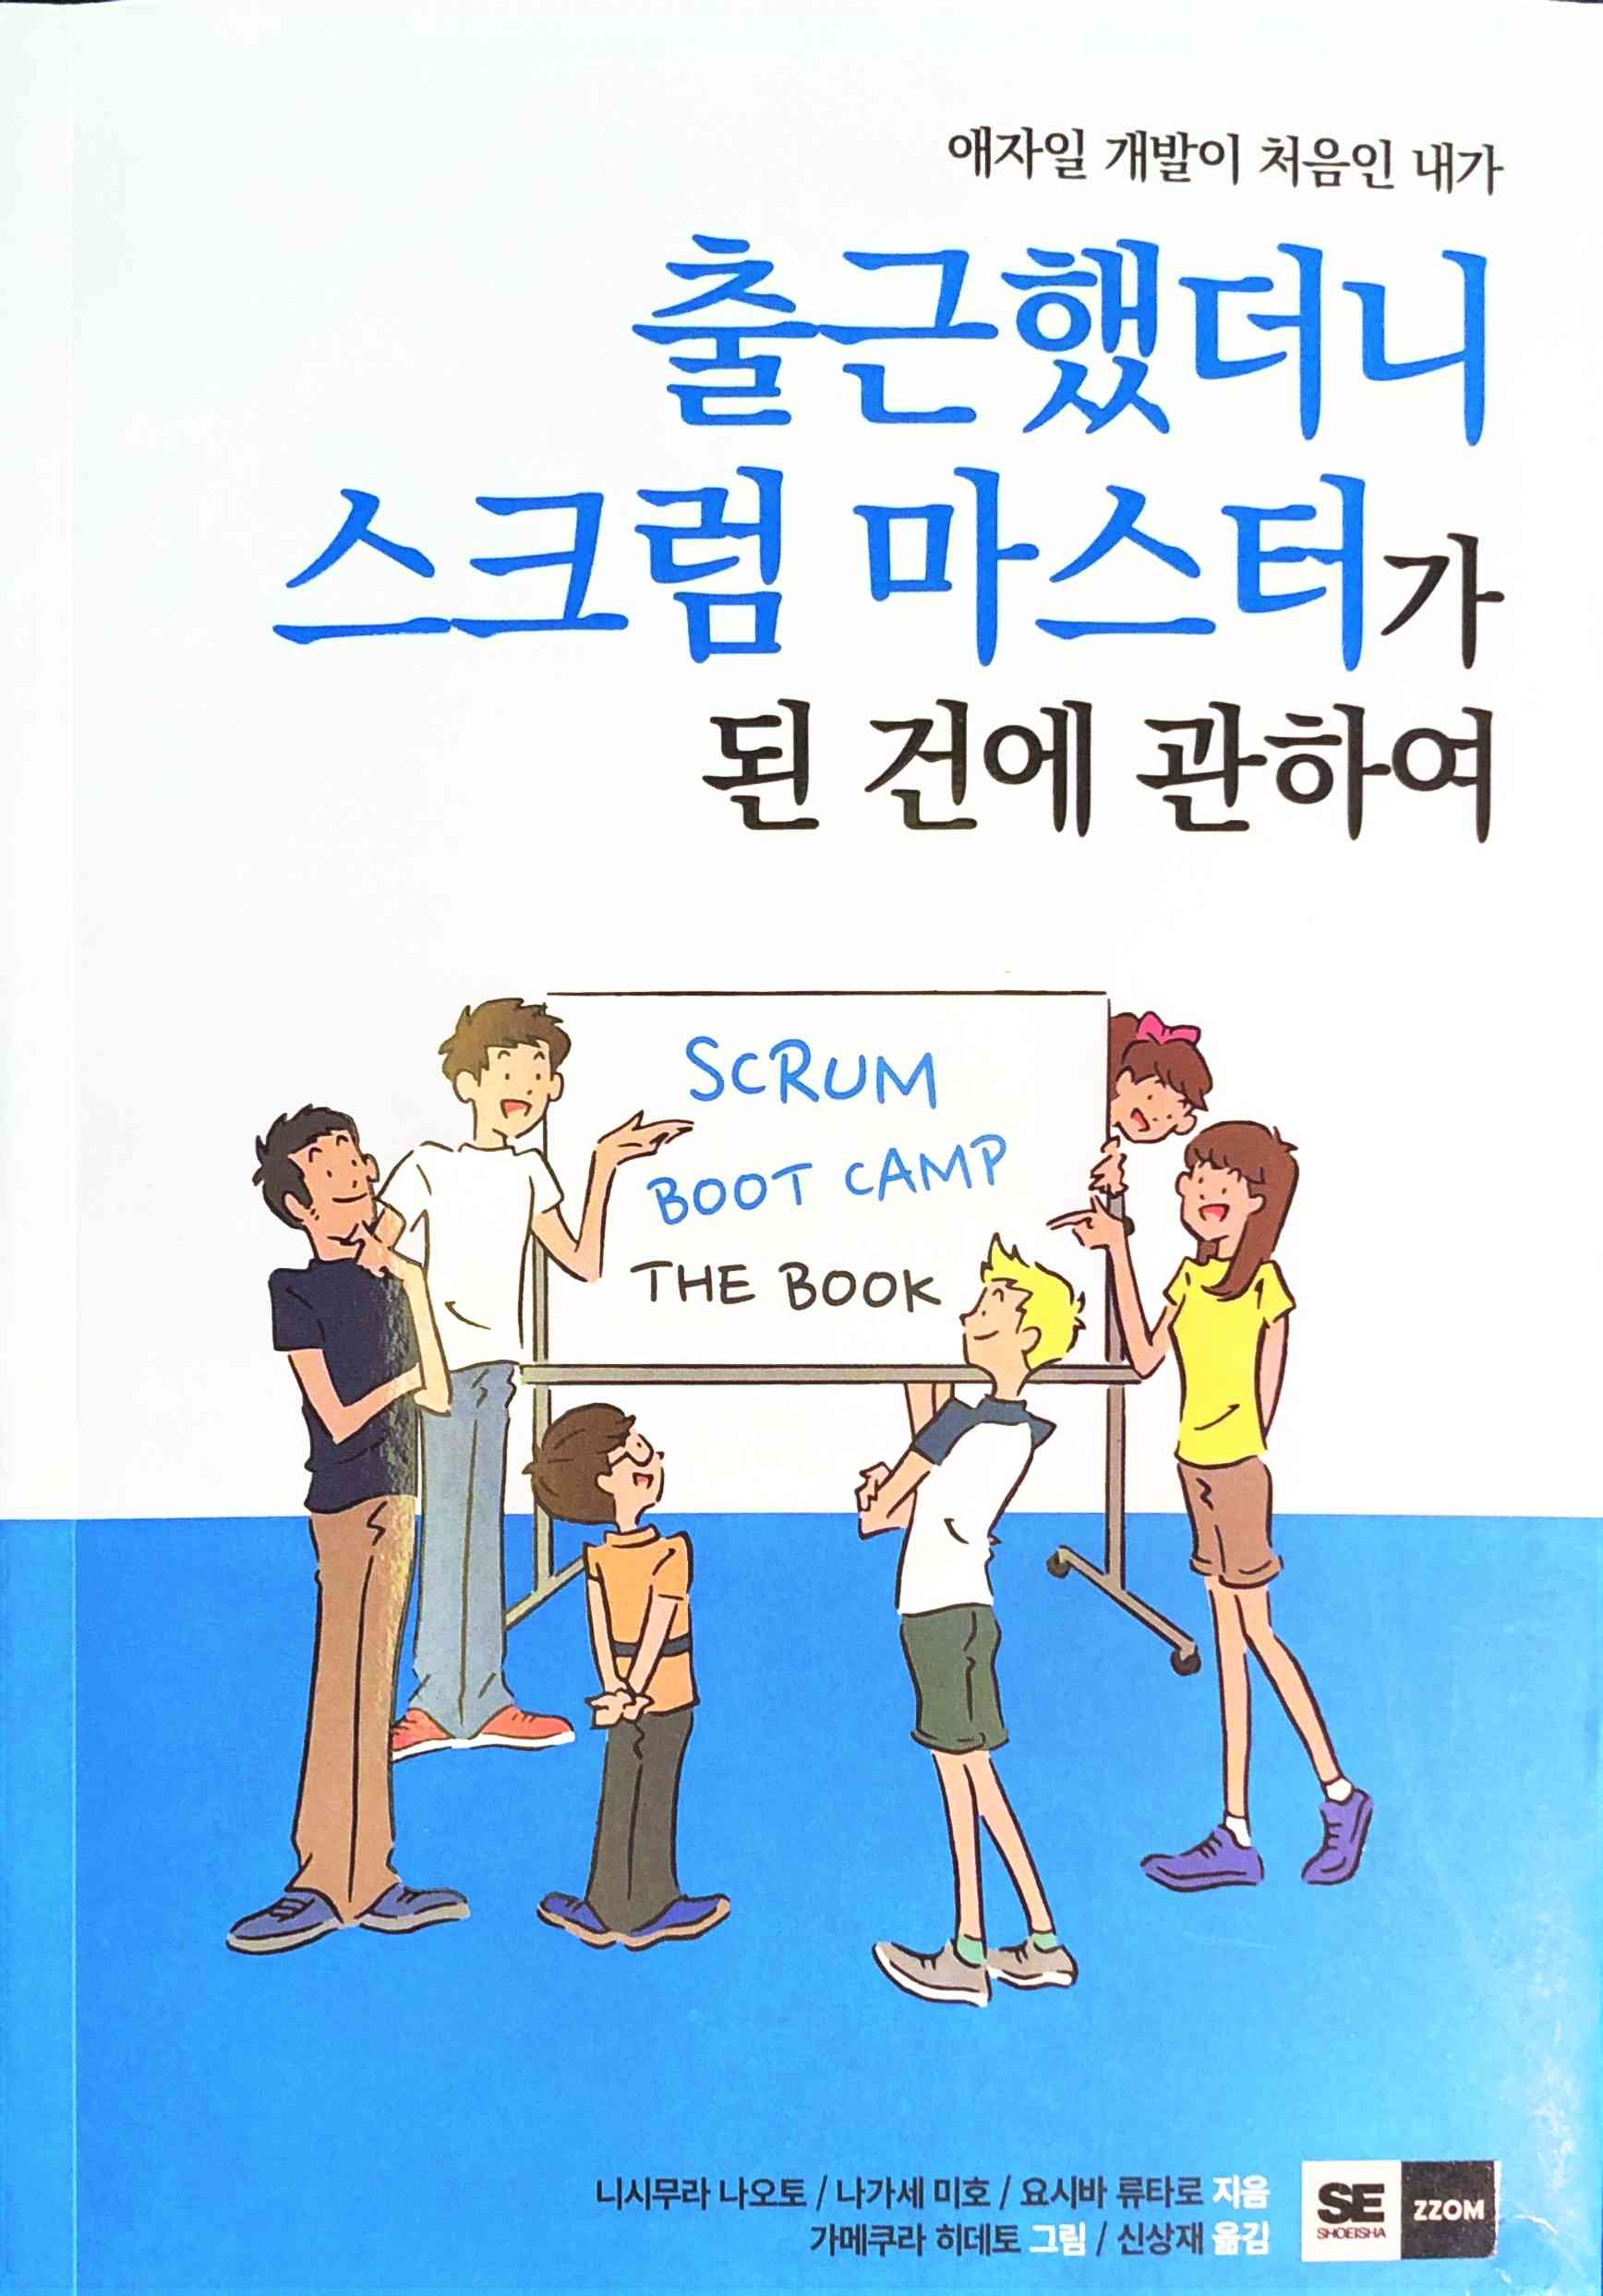 애자일 개발이 처음인 내가
출근했더니
스크럼 마스터가
된 건에 관하여
SCRUM
BOOT CAMP
THE BOOK
니시무라 나오토 / 나가세 미호 / 요시바 류타로 지음
가메쿠라 히데토 그림 / 신상재 옮김
SE
SHOEISHA
ZZOM